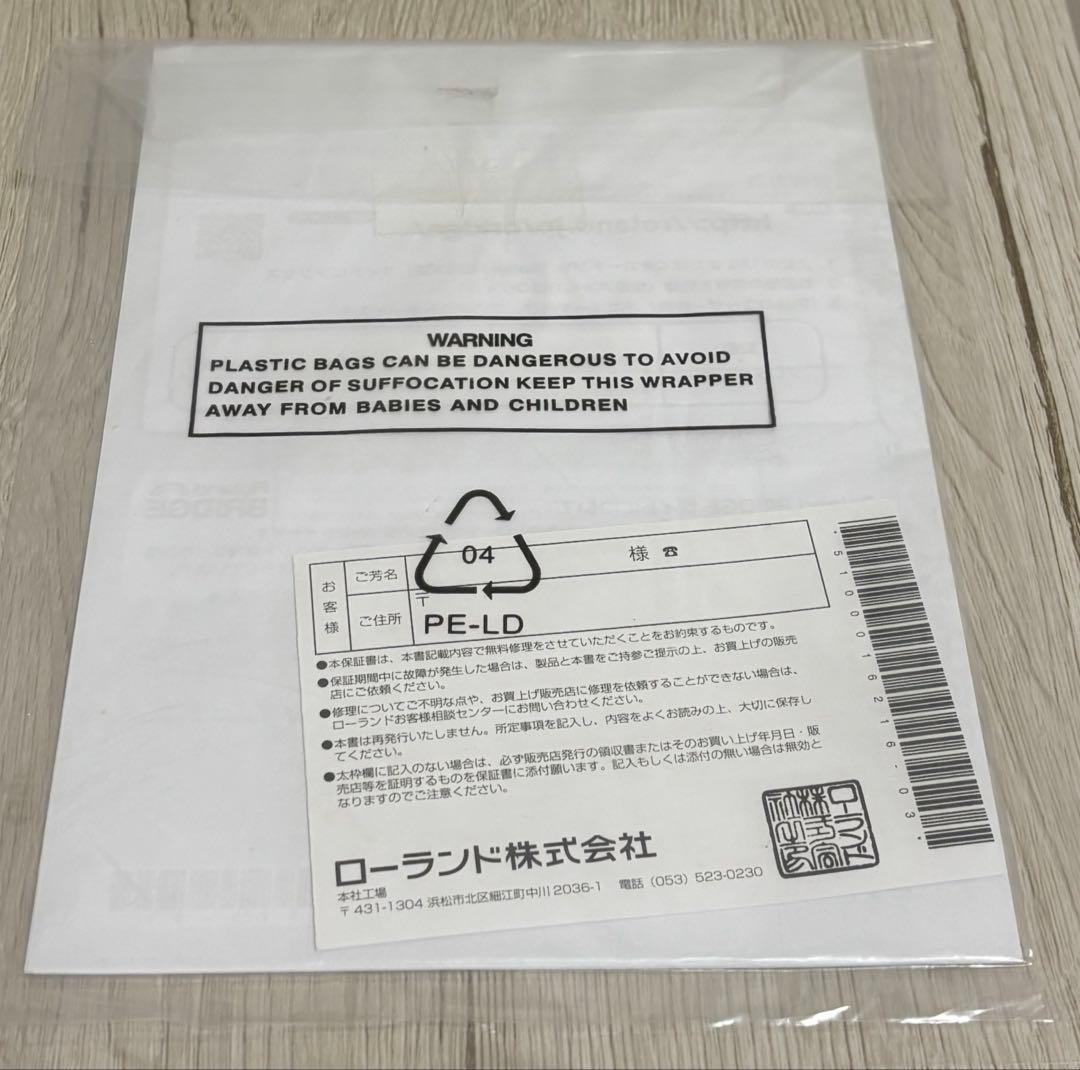 WARNING
PLASTIC BAGS CAN BE DANGEROUS TO AVOID
DANGER OF SUFFOCATION KEEP THIS WRAPPER
AWAY FROM BABIES AND CHILDREN
04
PE-LD
お客様
ご芳名
様 ☎
ご住所
〒
●本保証書は、本書記載内容で無料修理をさせていただくことをお約束するものです。
●保証期間中に故障が発生した場合は、製品と本書をご持参ご提示の上、お買上げの販売
店にご依頼ください。
●修理についてご不明な点や、お買上げ販売店に修理を依頼することができない場合は、
ローランドお客様相談センターにお問い合わせください。
●本書は再発行いたしません。所定事項を記入し、内容をよくお読みの上、大切に保存し
てください。
●太枠欄に記入のない場合は、必ず販売店発行の領収書またはそのお買い上げ年月日・販
売店等を証明するものを保証書に添付願います。記入もしくは添付の無い場合は無効と
なりますのでご注意ください。
ローランド株式会社
本社工場
〒431-1304 浜松市北区細江町中川2036-1 電話(053)523-0230
ローランド株式会社之印
*5100016216-03*